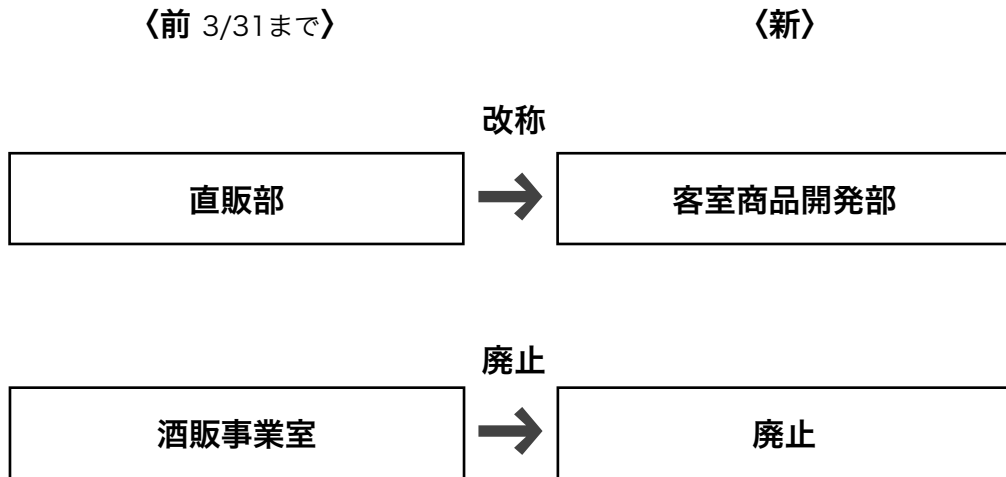 〈前 3/31まで〉 〈新〉
改称
直販部 → 客室商品開発部
廃止
酒販事業室 → 廃止